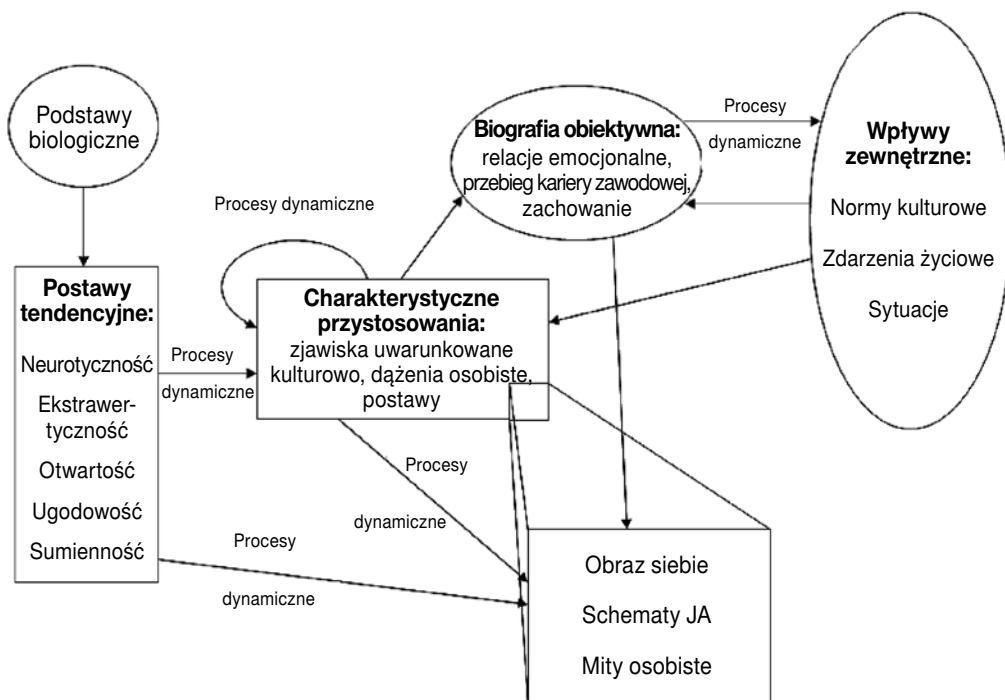 Podstawy
biologiczne
Postawy
tendencyjne:
Neurotyczność
Ekstrawer-
tyczność
Otwartość
Ugodowość
Sumienność
Procesy
dynamiczne
Procesy dynamiczne
Charakterystyczne
przystosowania:
zjawiska uwarunkowane
kulturowo, dążenia osobiste,
postawy
Biografia obiektywna:
relacje emocjonalne,
przebieg kariery zawodowej,
zachowanie
Procesy
dynamiczne
Wpływy
zewnętrzne:
Normy kulturowe
Zdarzenia życiowe
Sytuacje
Procesy
dynamiczne
Procesy
dynamiczne
Obraz siebie
Schematy JA
Mity osobiste